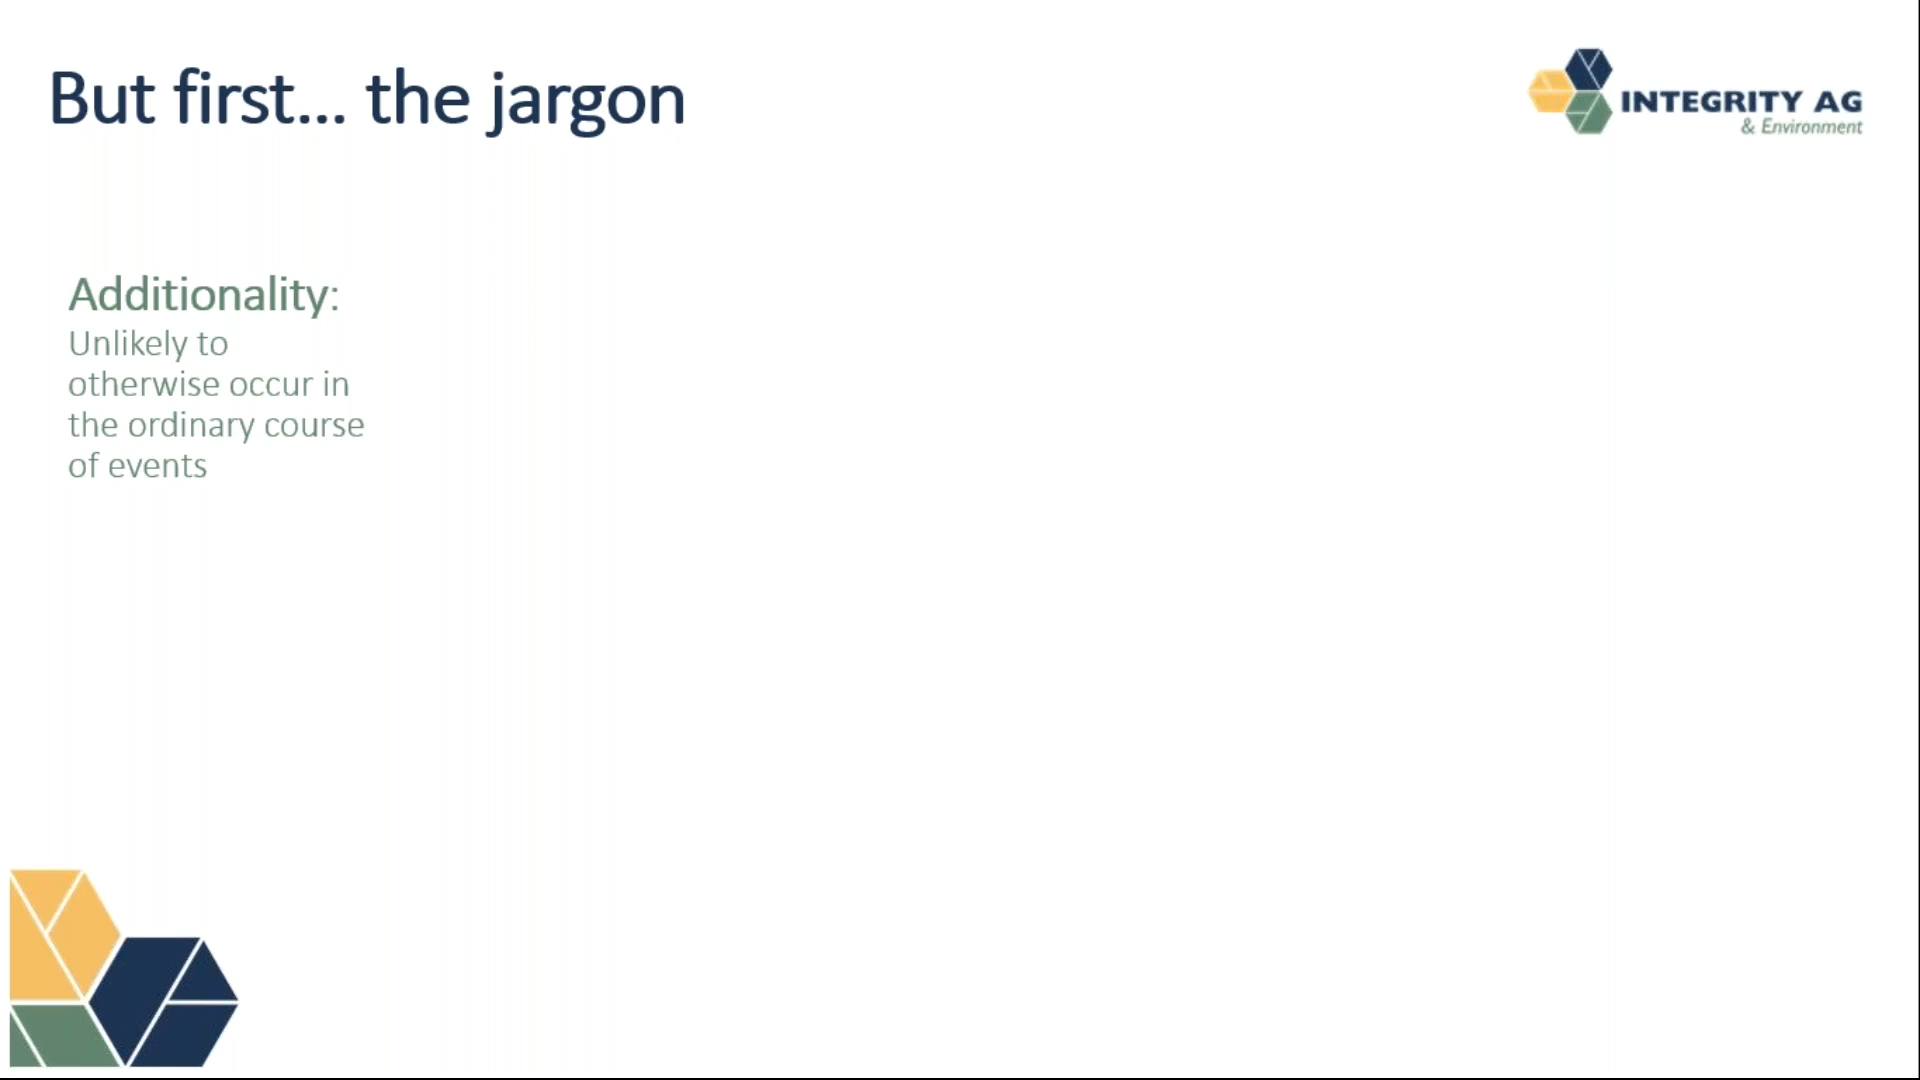 But first... the jargon
INTEGRITY AG
& Environment
Additionality:
Unlikely to
otherwise occur in
the ordinary course
of events